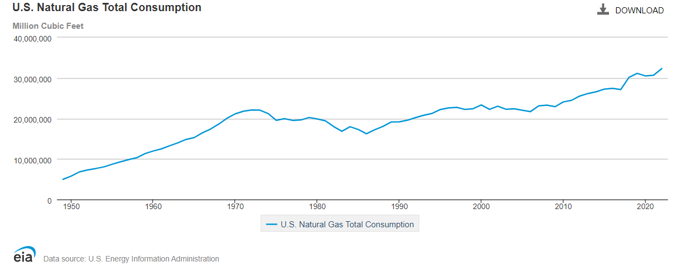 U.S. Natural Gas Total Consumption
DOWNLOAD
Million Cubic Feet
40,000,000
30,000,000
20,000,000
10,000,000
0
1950 1960 1970 1980 1990 2000 2010 2020
U.S. Natural Gas Total Consumption
eia Data source: U.S. Energy Information Administration